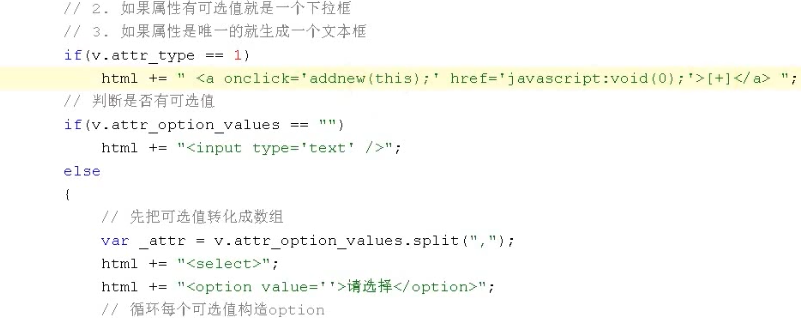 // 2. 如果属性有可选值就是一个下拉框
// 3. 如果属性是唯一的就生成一个文本框
if(v.attr_type == 1)
html += " <a onclick='addnew(this);' href='javascript:void(0);'>[+]</a> ";
// 判断是否有可选值
if(v.attr_option_values == "")
html += "<input type='text' />";
else
{
// 先把可选值转化成数组
var _attr = v.attr_option_values.split(",");
html += "<select>";
html += "<option value=''>请选择</option>";
// 循环每个可选值构造option